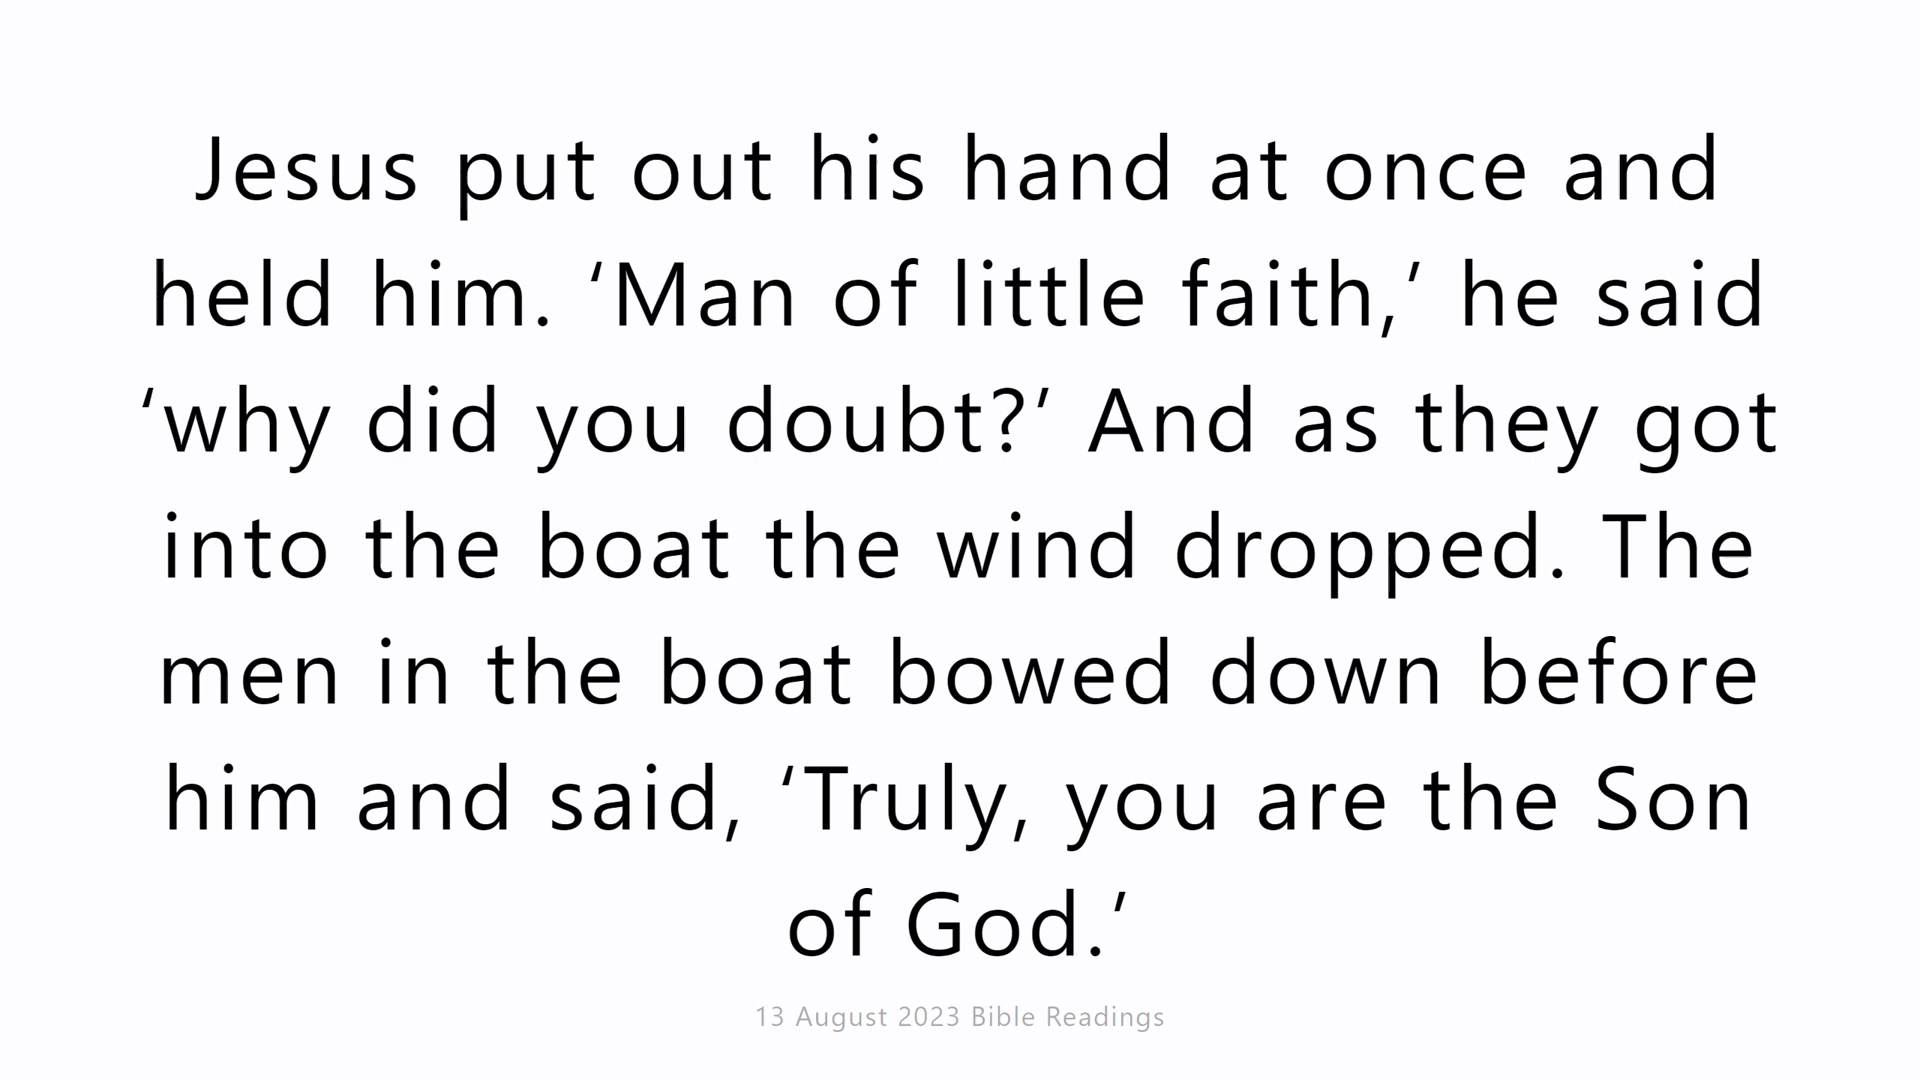 Jesus put out his hand at once and
held him. ‘Man of little faith,’ he said
‘why did you doubt?’ And as they got
into the boat the wind dropped. The
men in the boat bowed down before
him and said, ‘Truly, you are the Son
of God.’
13 August 2023 Bible Readings